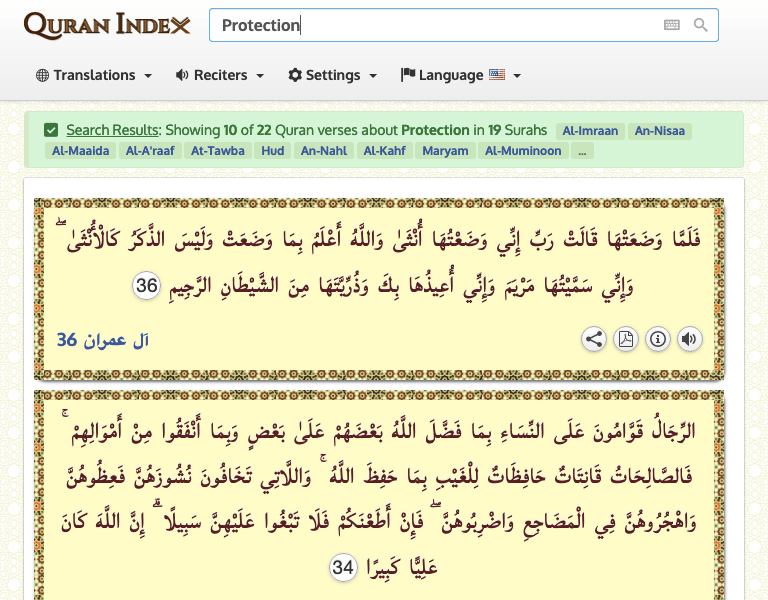 QURAN INDEX
Protection
Translations Reciters Settings Language
Search Results: Showing 10 of 22 Quran verses about Protection in 19 Surahs Al-Imraan An-Nisaa
Al-Maaida Al-A'raaf At-Tawba Hud An-Nahl Al-Kahf Maryam Al-Muminoon ...
فَلَمَّا وَضَعَتْهَا قَالَتْ رَبِّ إِنِّي وَضَعْتُهَا أُنْثَىٰ وَاللَّهُ أَعْلَمُ بِمَا وَضَعَتْ وَلَيْسَ الذَّكَرُ كَالْأُنْثَىٰ ۖ
وَإِنِّي سَمَّيْتُهَا مَرْيَمَ وَإِنِّي أُعِيذُهَا بِكَ وَذُرِّيَّتَهَا مِنَ الشَّيْطَانِ الرَّجِيمِ 36
آل عمران 36
الرِّجَالُ قَوَّامُونَ عَلَى النِّسَاءِ بِمَا فَضَّلَ اللَّهُ بَعْضَهُمْ عَلَىٰ بَعْضٍ وَبِمَا أَنْفَقُوا مِنْ أَمْوَالِهِمْ ۚ
فَالصَّالِحَاتُ قَانِتَاتٌ حَافِظَاتٌ لِلْغَيْبِ بِمَا حَفِظَ اللَّهُ ۚ وَاللَّاتِي تَخَافُونَ نُشُوزَهُنَّ فَعِظُوهُنَّ
وَاهْجُرُوهُنَّ فِي الْمَضَاجِعِ وَاضْرِبُوهُنَّ ۖ فَإِنْ أَطَعْنَكُمْ فَلَا تَبْغُوا عَلَيْهِنَّ سَبِيلًا ۗ إِنَّ اللَّهَ كَانَ
عَلِيًّا كَبِيرًا 34